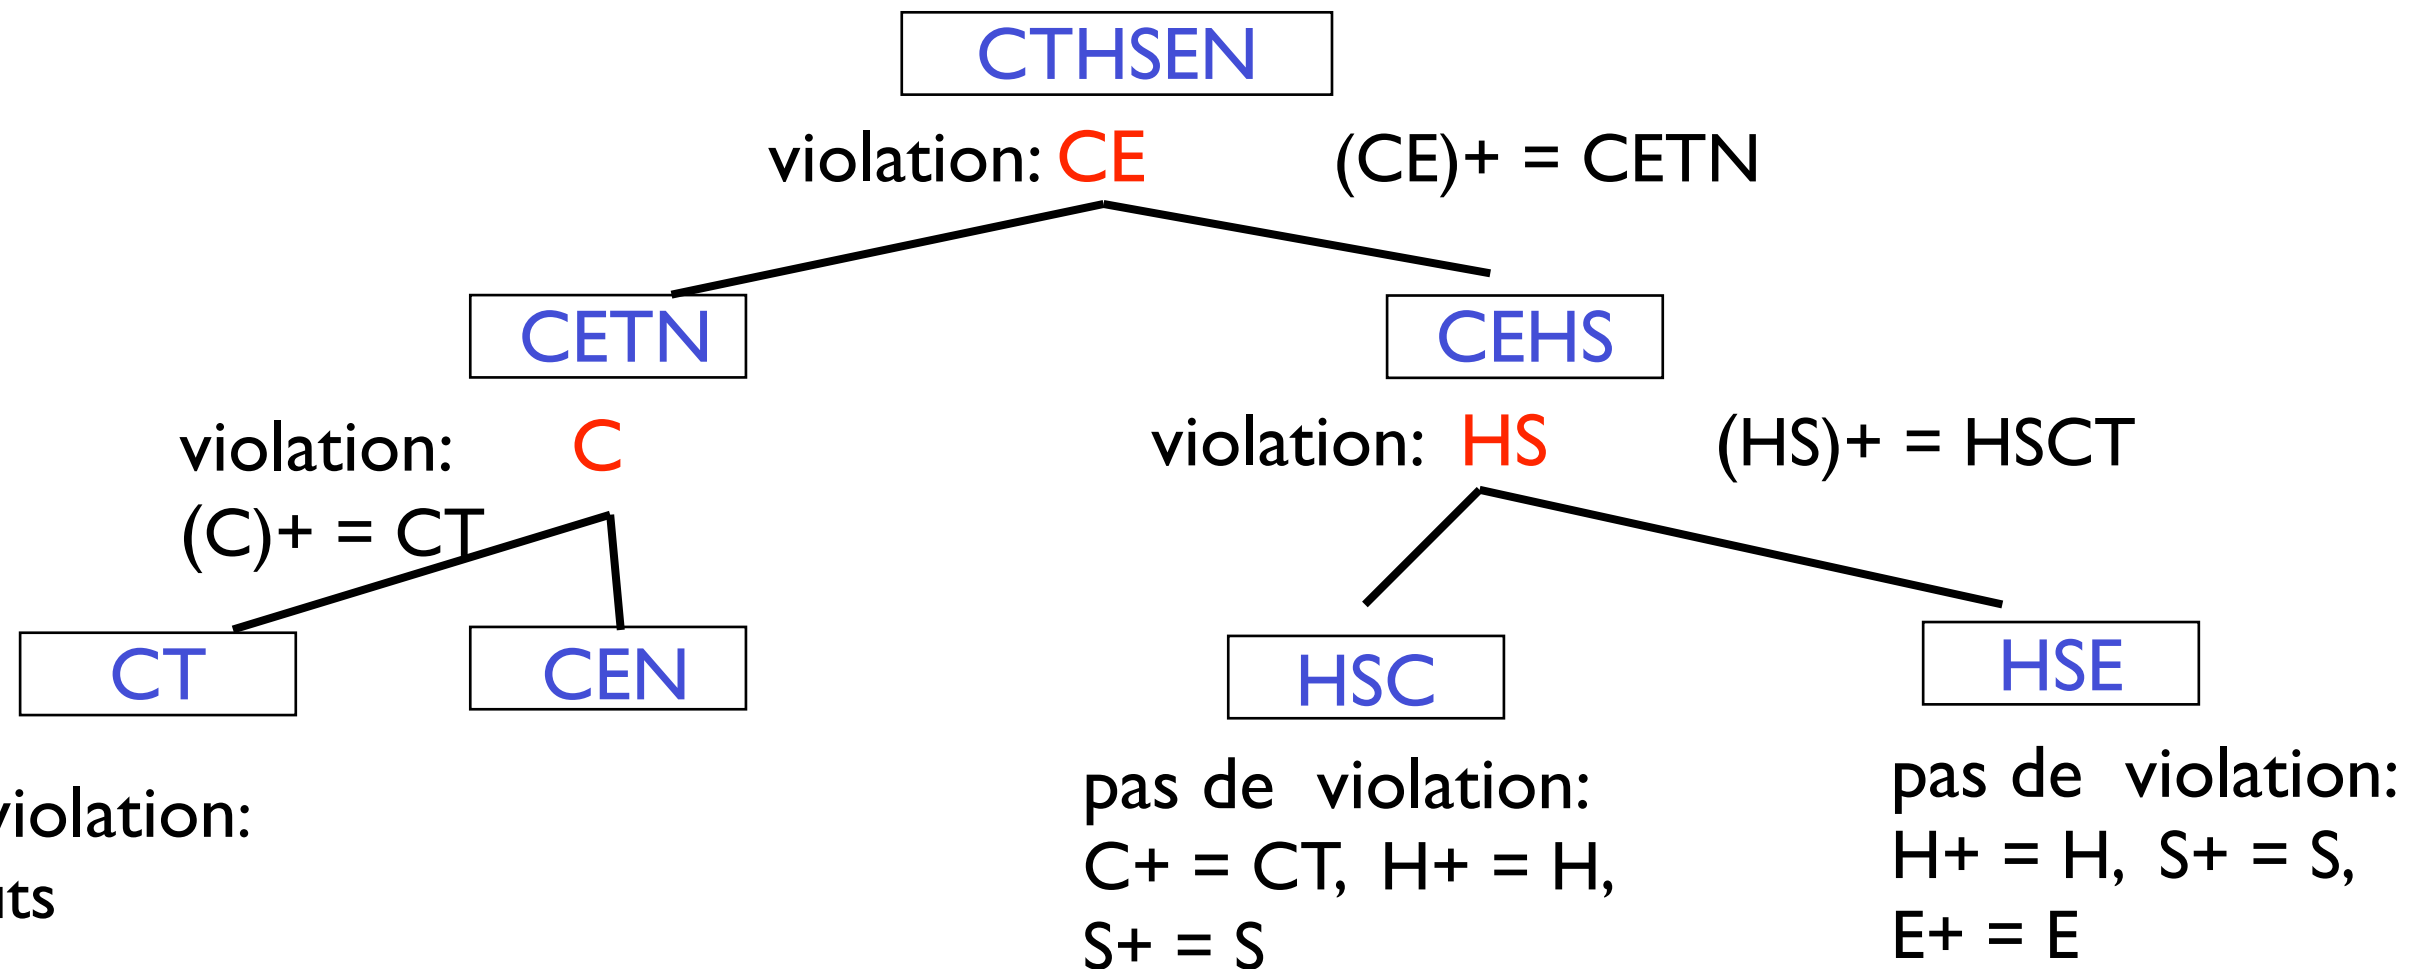 CTHSEN
violation: CE (CE)+ = CETN
CETN CEHS
violation: C
(C)+ = CT
violation: HS (HS)+ = HSCT
CT CEN HSC HSE
violation:
pas de violation:
C+ = CT, H+ = H,
S+ = S
pas de violation:
H+ = H, S+ = S,
E+ = E